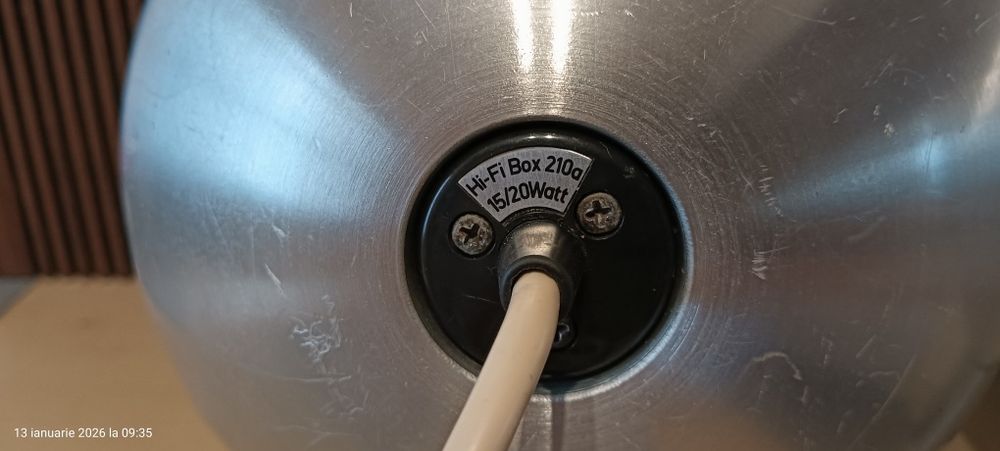 Hi-Fi Box 210a
15/20Watt
13 ianuarie 2026 la 09:35